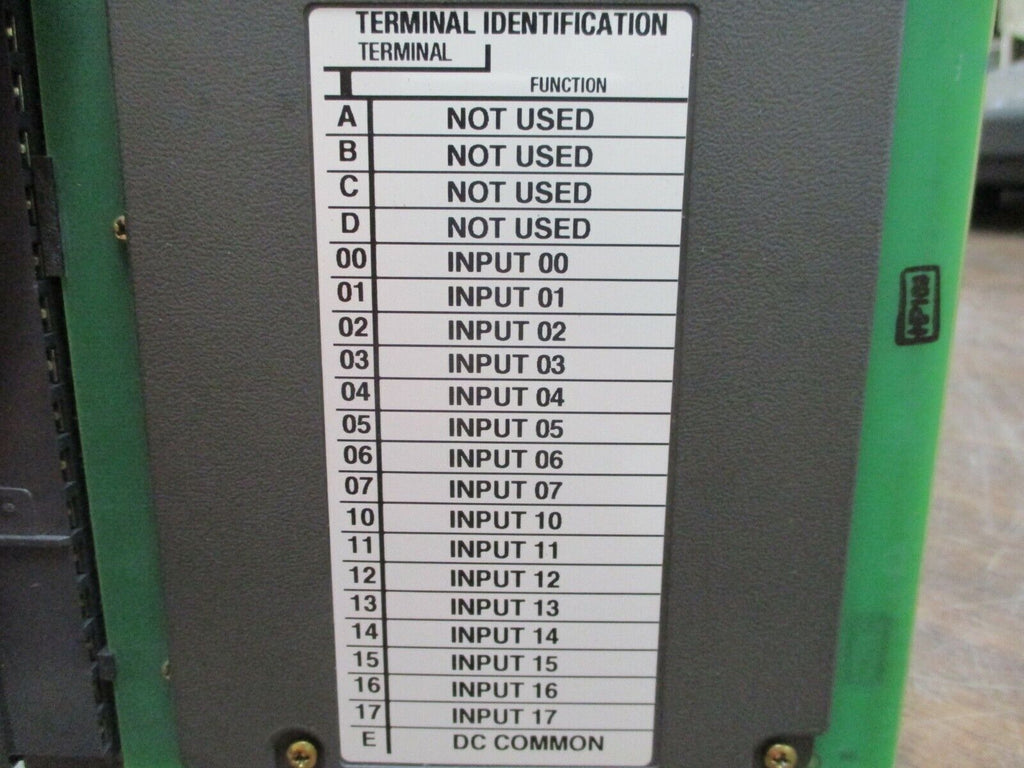 TERMINAL IDENTIFICATION
TERMINAL
FUNCTION
A NOT USED
B NOT USED
C NOT USED
D NOT USED
00 INPUT 00
01 INPUT 01
02 INPUT 02
03 INPUT 03
04 INPUT 04
05 INPUT 05
06 INPUT 06
07 INPUT 07
10 INPUT 10
11 INPUT 11
12 INPUT 12
13 INPUT 13
14 INPUT 14
15 INPUT 15
16 INPUT 16
17 INPUT 17
E DC COMMON